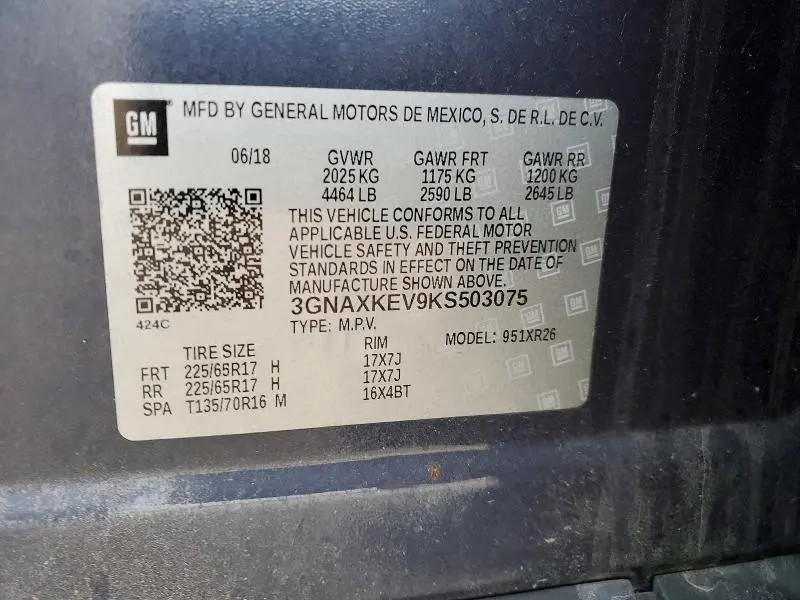 GM MFD BY GENERAL MOTORS DE MEXICO, S. DE R.L. DE C.V.
06/18 GVWR GAWR FRT GAWR RR
2025 KG 1175 KG 1200 KG
4464 LB 2590 LB 2645 LB
THIS VEHICLE CONFORMS TO ALL
APPLICABLE U.S. FEDERAL MOTOR
VEHICLE SAFETY AND THEFT PREVENTION
STANDARDS IN EFFECT ON THE DATE OF
MANUFACTURE SHOWN ABOVE.
3GNAXKEV9KS503075
424C
TYPE: M.P.V. MODEL: 951XR26
TIRE SIZE RIM
FRT 225/65R17 H 17X7J
RR 225/65R17 H 17X7J
SPA T135/70R16 M 16X4BT